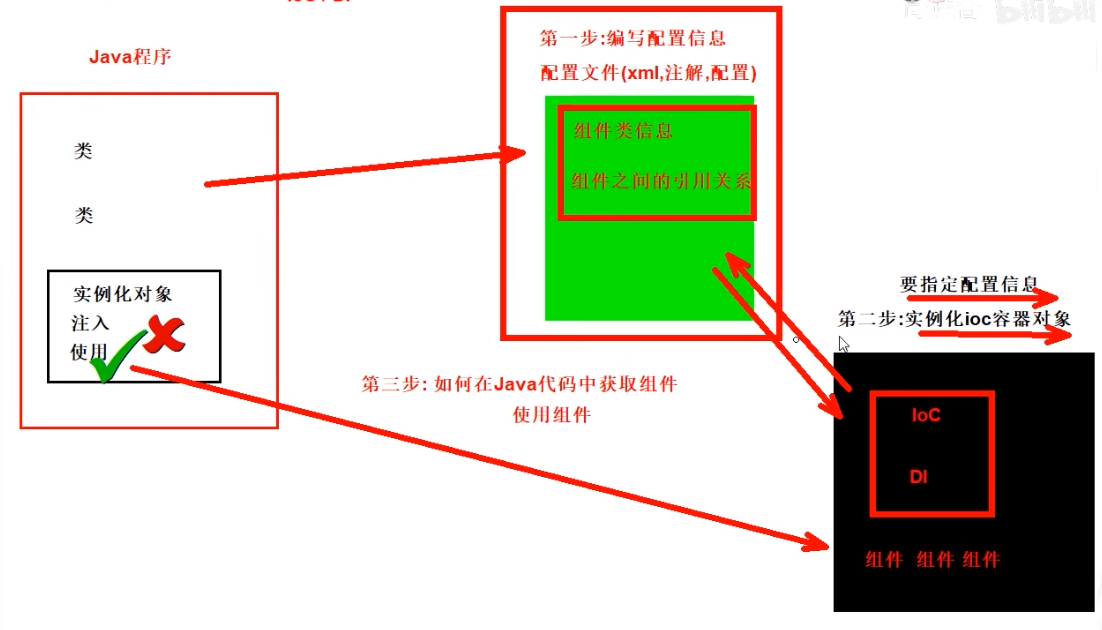 Java程序
类
类
实例化对象
注入
使用
第一步:编写配置信息
配置文件(xml,注解,配置)
组件类信息
组件之间的引用关系
要指定配置信息
第二步:实例化ioc容器对象
第三步: 如何在Java代码中获取组件
使用组件
IoC
DI
组件 组件 组件
bilibili